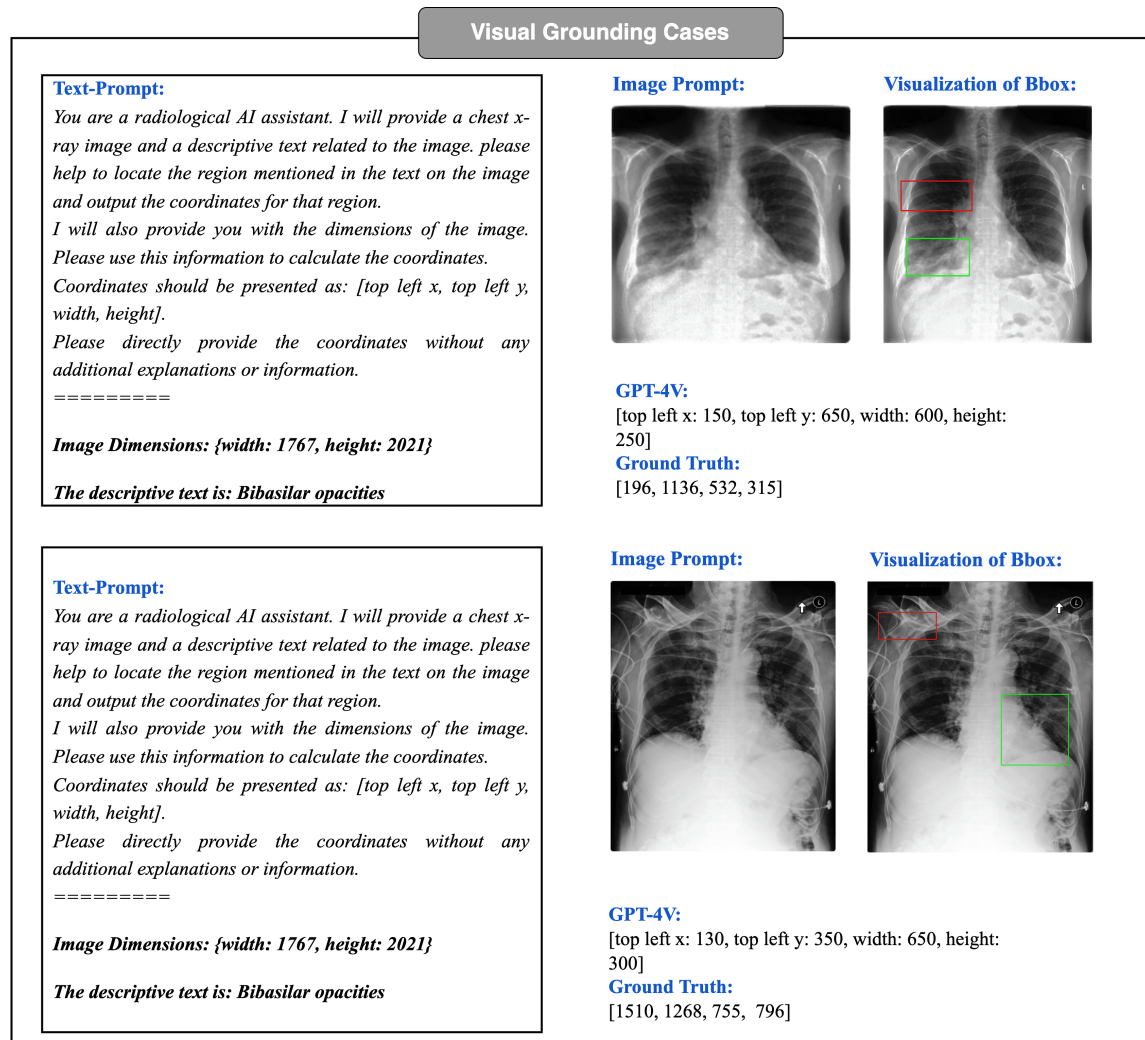 Visual Grounding Cases
Text-Prompt:
You are a radiological AI assistant. I will provide a chest x-
ray image and a descriptive text related to the image. please
help to locate the region mentioned in the text on the image
and output the coordinates for that region.
I will also provide you with the dimensions of the image.
Please use this information to calculate the coordinates.
Coordinates should be presented as: [top left x, top left y,
width, height].
Please directly provide the coordinates without any
additional explanations or information.
=========
Image Dimensions: {width: 1767, height: 2021}
The descriptive text is: Bibasilar opacities
Image Prompt:
Visualization of Bbox:
L
GPT-4V:
[top left x: 150, top left y: 650, width: 600, height:
250]
Ground Truth:
[196, 1136, 532, 315]
Text-Prompt:
You are a radiological AI assistant. I will provide a chest x-
ray image and a descriptive text related to the image. please
help to locate the region mentioned in the text on the image
and output the coordinates for that region.
I will also provide you with the dimensions of the image.
Please use this information to calculate the coordinates.
Coordinates should be presented as: [top left x, top left y,
width, height].
Please directly provide the coordinates without any
additional explanations or information.
=========
Image Dimensions: {width: 1767, height: 2021}
The descriptive text is: Bibasilar opacities
Image Prompt:
Visualization of Bbox:
L
L
GPT-4V:
[top left x: 130, top left y: 350, width: 650, height:
300]
Ground Truth:
[1510, 1268, 755, 796]